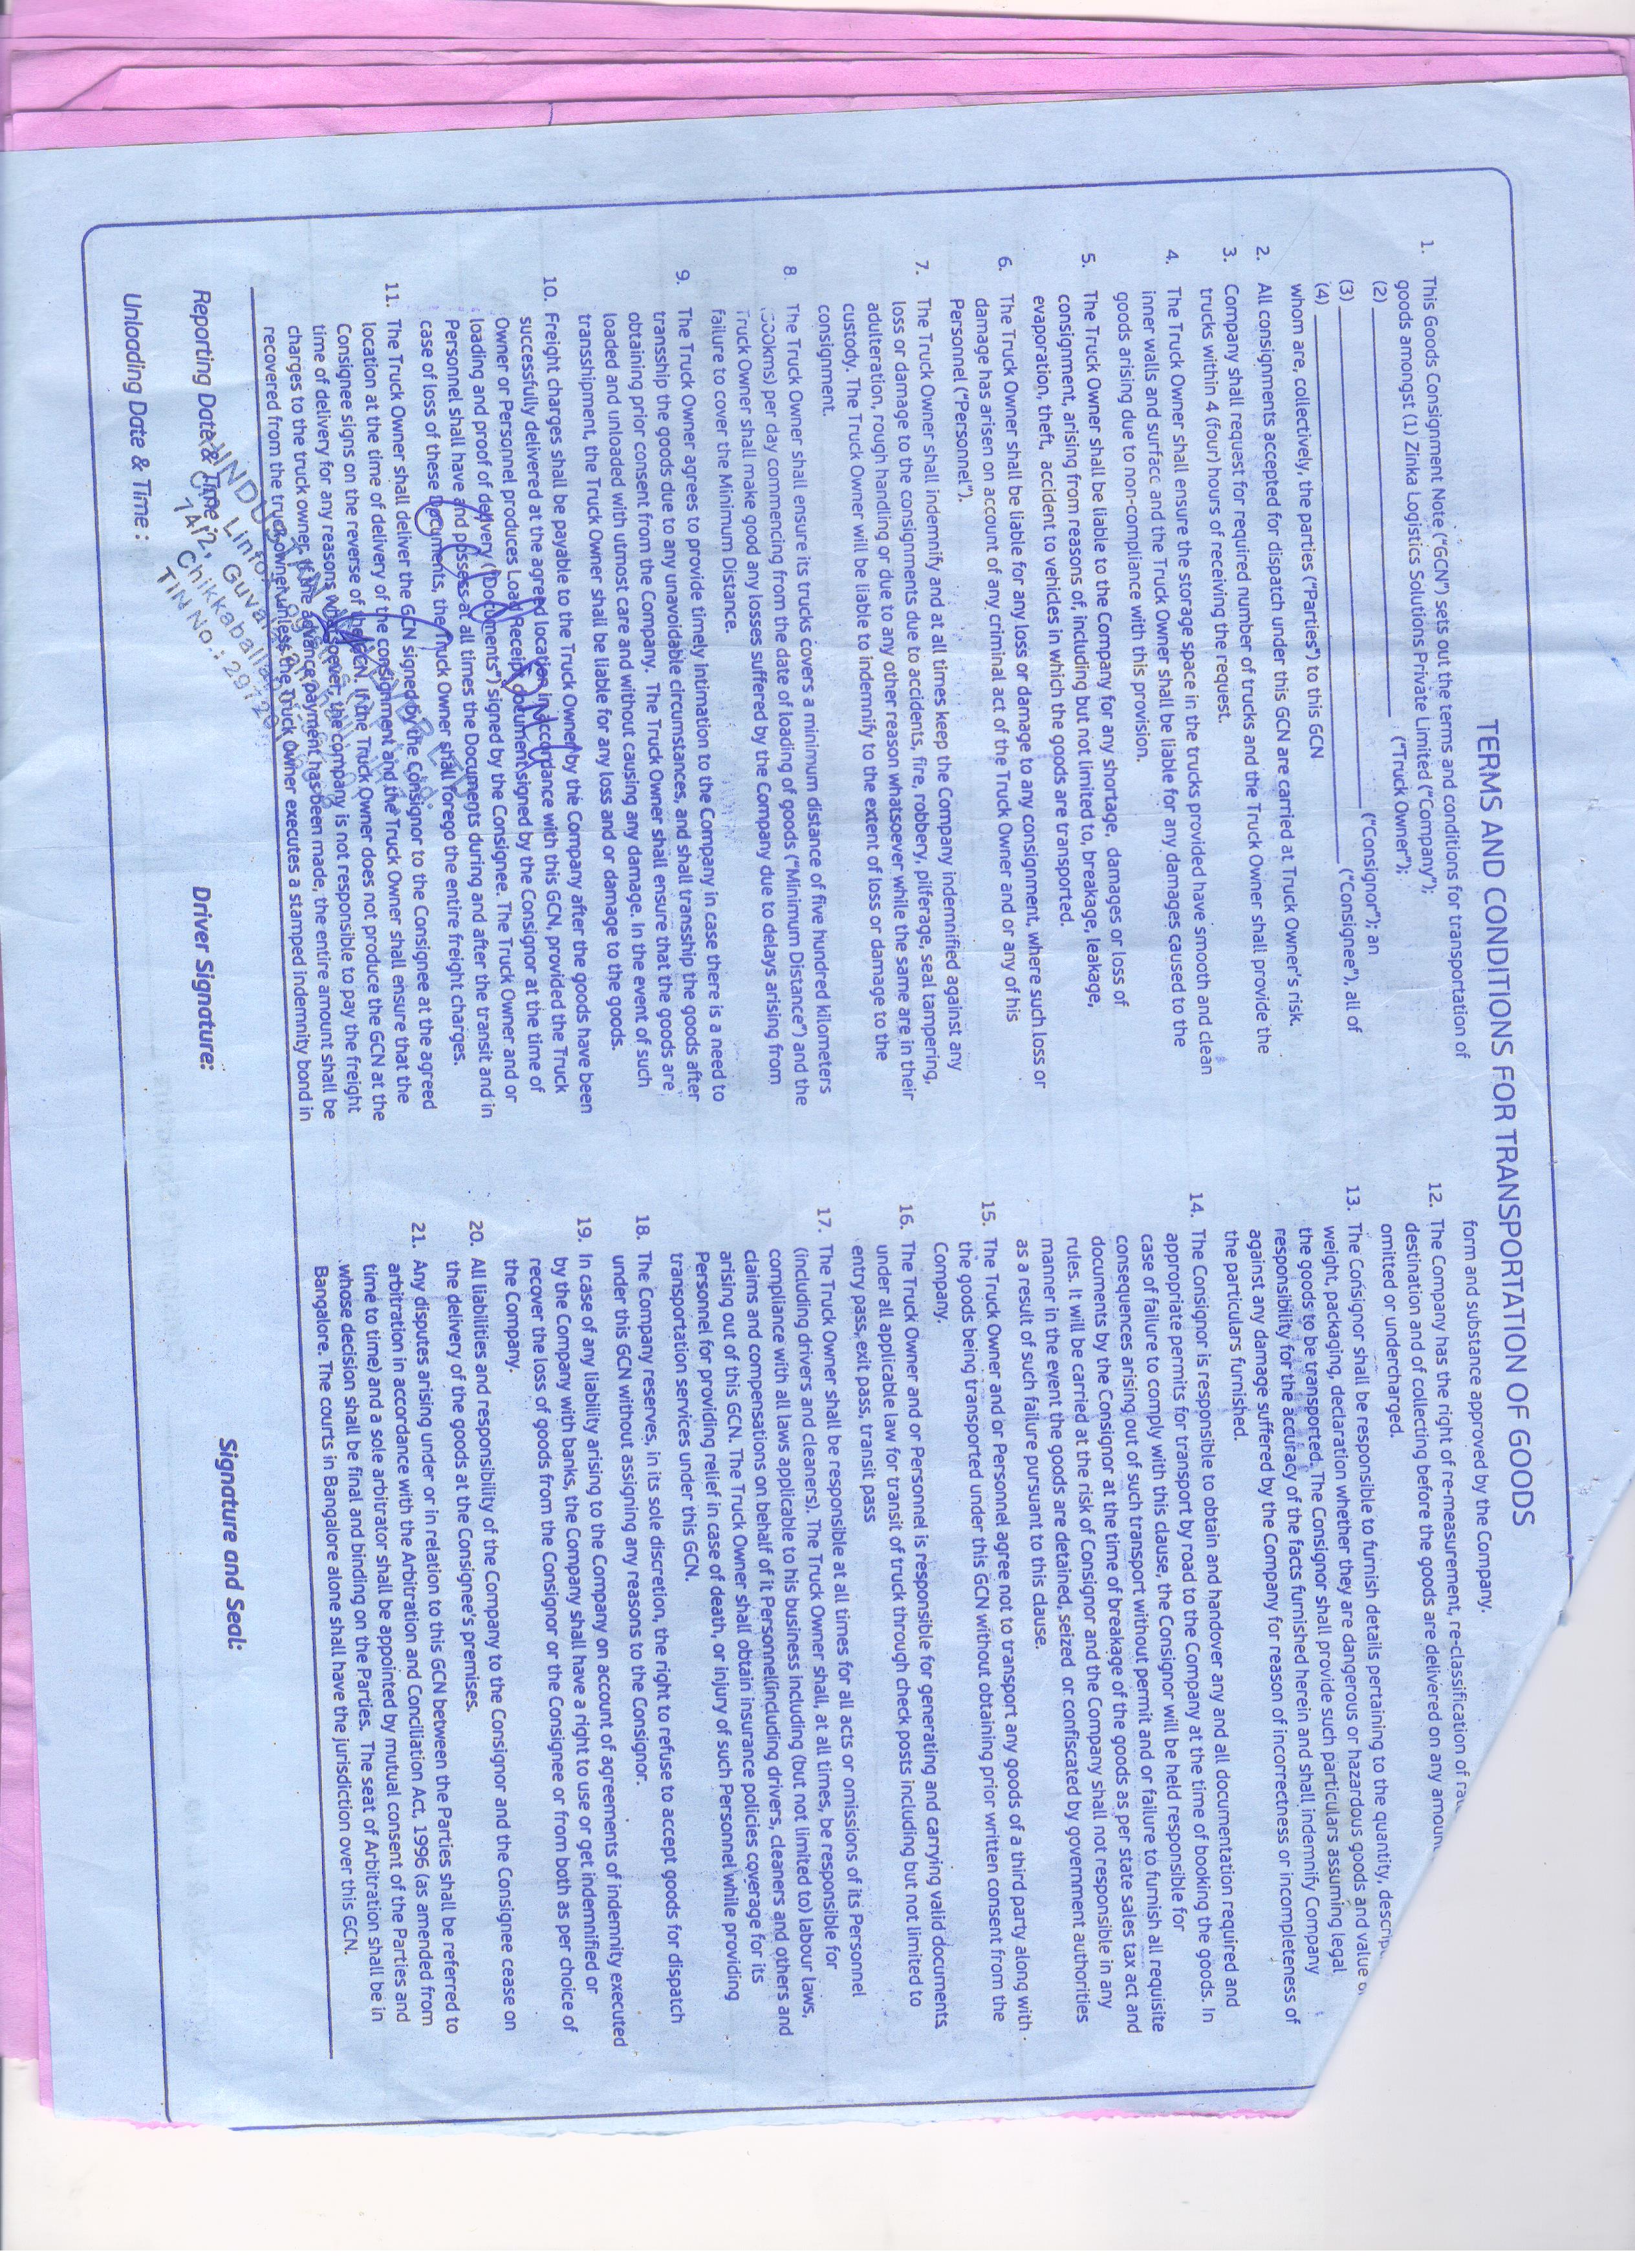 TERMS AND CONDITIONS FOR TRANSPORTATION OF GOODS
1. This Goods Consignment Note ("GCN") sets out the terms and conditions for transportation of
goods amongst (1) Zinka Logistics Solutions Private Limited ("Company");
(2) ("Truck Owner");
(3) ("Consignor"); an
(4) ("Consignee"), all of
whom are, collectively, the parties ("Parties") to this GCN
2. All consignments accepted for dispatch under this GCN are carried at Truck Owner's risk.
3. Company shall request for required number of trucks and the Truck Owner shall provide the
trucks within 4 (four) hours of receiving the request.
4. The Truck Owner shall ensure the storage space in the trucks provided have smooth and clean
inner walls and surface and the Truck Owner shall be liable for any damages caused to the
goods arising due to non-compliance with this provision.
5. The Truck Owner shall be liable to the Company for any shortage, damages or loss of
consignment, arising from reasons of, including but not limited to, breakage, leakage,
evaporation, theft, accident to vehicles in which the goods are transported.
6. The Truck Owner shall be liable for any loss or damage to any consignment, where such loss or
damage has arisen on account of any criminal act of the Truck Owner and or any of his
Personnel ("Personnel").
7. The Truck Owner shall indemnify and at all times keep the Company indemnified against any
loss or damage to the consignments due to accidents, fire, robbery, pilferage, seal tampering,
adulteration, rough handling or due to any other reason whatsoever while the same are in their
custody. The Truck Owner will be liable to indemnify to the extent of loss or damage to the
consignment.
8 The Truck Owner shall ensure its trucks covers a minimum distance of five hundred kilometers
(500kms) per day commencing from the date of loading of goods ("Minimum Distance") and the
Truck Owner shall make good any losses suffered by the Company due to delays arising from
failure to cover the Minimum Distance.
9. The Truck Owner agrees to provide timely intimation to the Company in case there is a need to
transship the goods due to any unavoidable circumstances, and shall transship the goods after
obtaining prior consent from the Company. The Truck Owner shall ensure that the goods are
loaded and unloaded with utmost care and without causing any damage. In the event of such
transshipment, the Truck Owner shall be liable for any loss and or damage to the goods.
10. Freight charges shall be payable to the Truck Owner by the Company after the goods have been
successfully delivered at the agreed location in accordance with this GCN, provided the Truck
Owner or Personnel produces Load Receipt document signed by the Consignor at the time of
loading and proof of delivery ("Documents") signed by the Consignee. The Truck Owner and or
Personnel shall have and possess at all times the Documents during and after the transit and in
case of loss of these Documents, the Truck Owner shall forego the entire freight charges.
11. The Truck Owner shall deliver the GCN signed by the Consignor to the Consignee at the agreed
location at the time of delivery of the consignment and the Truck Owner shall ensure that the
Consignee signs on the reverse of the GCN. If the Truck Owner does not produce the GCN at the
time of delivery for any reasons whatsoever, the company is not responsible to pay the freight
charges to the truck owner. If the advance payment has been made, the entire amount shall be
recovered from the truck owner unless the Truck Owner executes a stamped indemnity bond in
form and substance approved by the Company.
12. The Company has the right of re-measurement, re-classification of
destination and of collecting before the goods are delivered on any
omitted or undercharged.
13. The Consignor shall be responsible to furnish details pertaining to the quantity,
weight, packaging, declaration whether they are dangerous or hazardous goods and value
the goods to be transported. The Consignor shall provide such particulars assuming legal
responsibility for the accuracy of the facts furnished herein and shall indemnify Company
against any damage suffered by the Company for reason of incorrectness or incompleteness of
the particulars furnished.
14. The Consignor is responsible to obtain and handover any and all documentation required and
appropriate permits for transport by road to the Company at the time of booking the goods. In
case of failure to comply with this clause, the Consignor will be held responsible for
consequences arising out of such transport without permit and or failure to furnish all requisite
documents by the Consignor at the time of breakage of the goods as per state sales tax act and
rules. It will be carried at the risk of Consignor and the Company shall not responsible in any
manner in the event the goods are detained, seized or confiscated by government authorities
as a result of such failure pursuant to this clause.
15. The Truck Owner and or Personnel agree not to transport any goods of a third party along with
the goods being transported under this GCN without obtaining prior written consent from the
Company.
16. The Truck Owner and or Personnel is responsible for generating and carrying valid documents
under all applicable law for transit of truck through check posts including but not limited to
entry pass, exit pass, transit pass
17. The Truck Owner shall be responsible at all times for all acts or omissions of its Personnel
(including drivers and cleaners). The Truck Owner shall, at all times, be responsible for
compliance with all laws applicable to his business including (but not limited to) labour laws,
claims and compensations on behalf of it Personnel(including drivers, cleaners and others and
arising out of this GCN. The Truck Owner shall obtain insurance policies coverage for its
Personnel for providing relief in case of death, or injury of such Personnel while providing
transportation services under this GCN.
18. The Company reserves, in its sole discretion, the right to refuse to accept goods for dispatch
under this GCN without assigning any reasons to the Consignor.
19. In case of any liability arising to the Company on account of agreements of indemnity executed
by the Company with banks, the Company shall have a right to use or get indemnified or
recover the loss of goods from the Consignor or the Consignee or from both as per choice of
the Company.
20. All liabilities and responsibility of the Company to the Consignor and the Consignee cease on
the delivery of the goods at the Consignee's premises.
21. Any disputes arising under or in relation to this GCN between the Parties shall be referred to
arbitration in accordance with the Arbitration and Conciliation Act, 1996 (as amended from
time to time) and a sole arbitrator shall be appointed by mutual consent of the Parties and
whose decision shall be final and binding on the Parties. The seat of Arbitration shall be in
Bangalore. The courts in Bangalore alone shall have the jurisdiction over this GCN.
Reporting Date & Time :
Driver Signature:
Signature and Seal:
Unloading Date & Time :
74/2,
TIN No.: